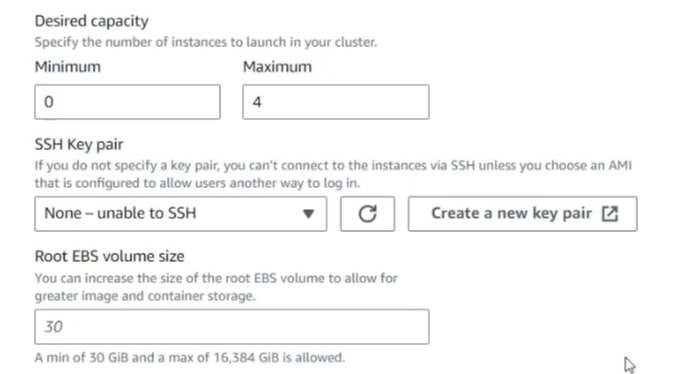 Desired capacity
Specify the number of instances to launch in your cluster.
Minimum Maximum
0 4
SSH Key pair
If you do not specify a key pair, you can't connect to the instances via SSH unless you choose an AMI
that is configured to allow users another way to log in.
None – unable to SSH Create a new key pair
Root EBS volume size
You can increase the size of the root EBS volume to allow for
greater image and container storage.
30
A min of 30 GiB and a max of 16,384 GiB is allowed.